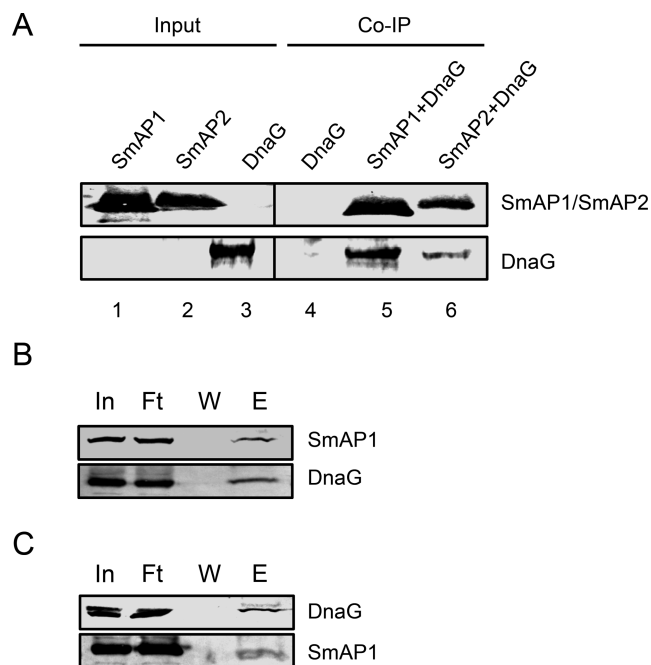 A
Input Co-IP
SmAP1 SmAP2 DnaG DnaG SmAP1+DnaG SmAP2+DnaG
SmAP1/SmAP2
DnaG
1 2 3 4 5 6
B
In Ft W E
SmAP1
DnaG
C
In Ft W E
DnaG
SmAP1